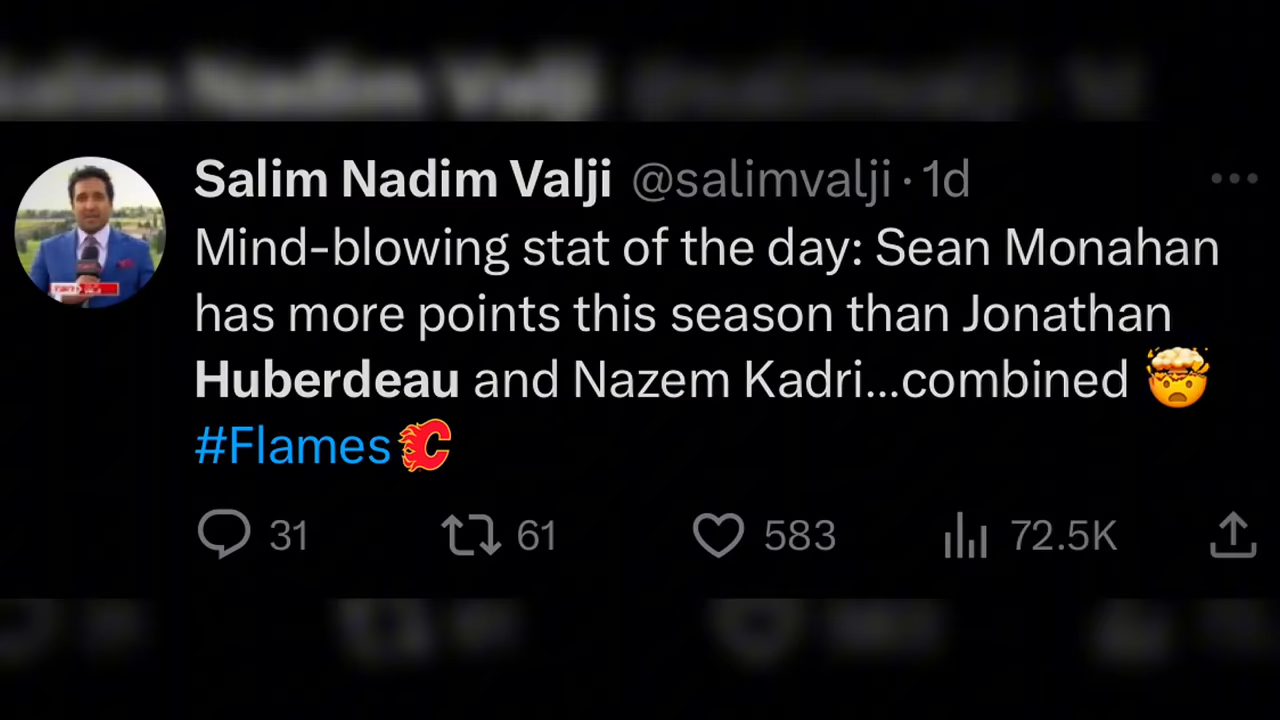 Salim Nadim Valji @salimvalji · 1d
Mind-blowing stat of the day: Sean Monahan
has more points this season than Jonathan
Huberdeau and Nazem Kadri...combined 🤯
#Flames
31 61 583 72.5K